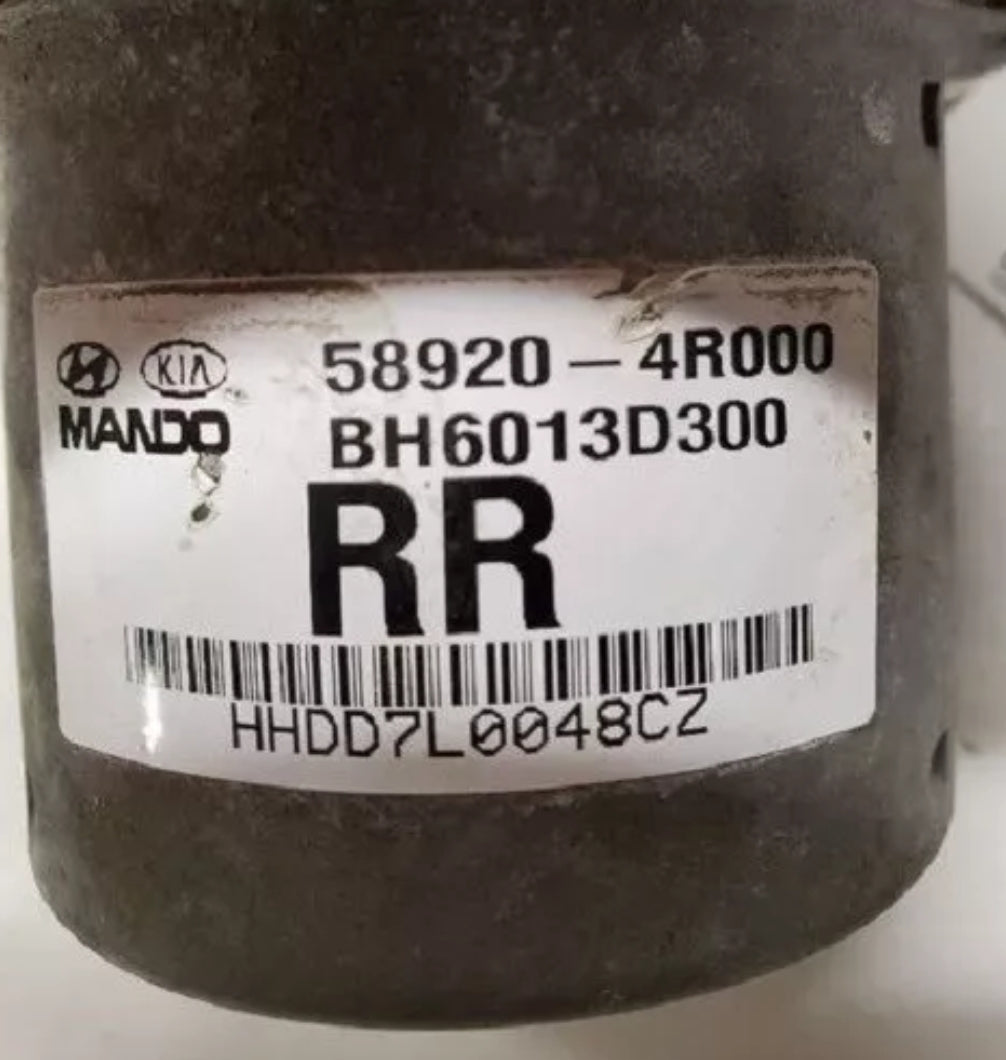 KIA 58920-4R000
MANDO BH6013D300
RR
HHDD7L0048CZ